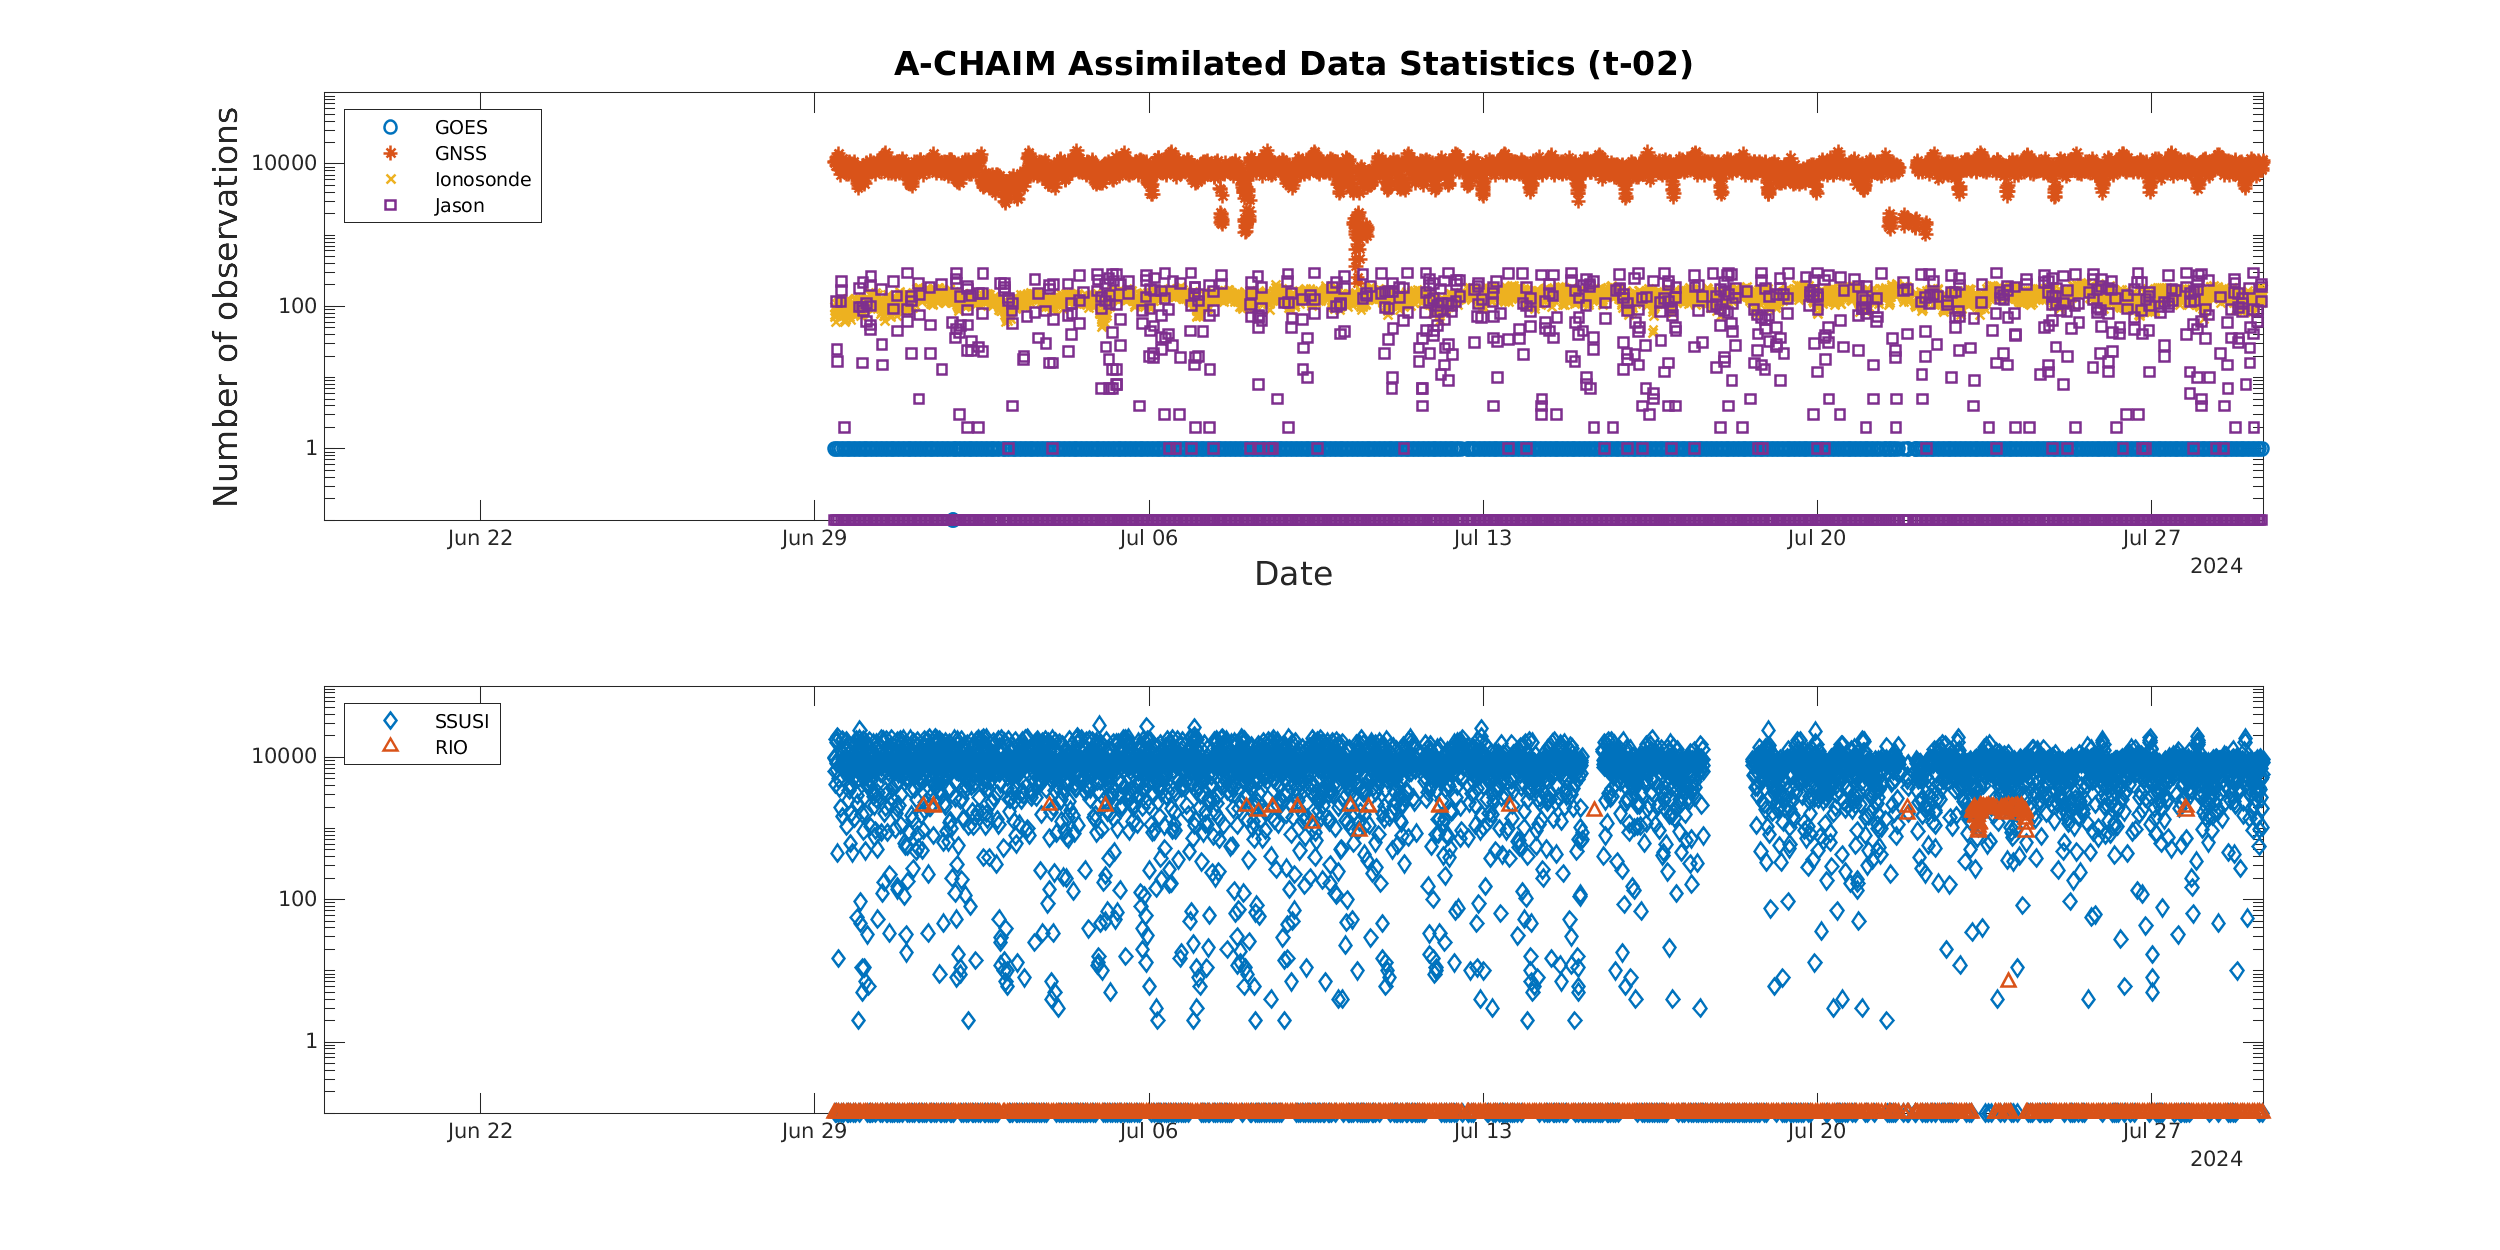 A-CHAIM Assimilated Data Statistics (t-02)
Number of observations
10000
100
1
GOES
GNSS
Ionosonde
Jason
Jun 22
Jun 29
Jul 06
Jul 13
Jul 20
Jul 27
2024
Date
10000
100
1
SSUSI
RIO
Jun 22
Jun 29
Jul 06
Jul 13
Jul 20
Jul 27
2024